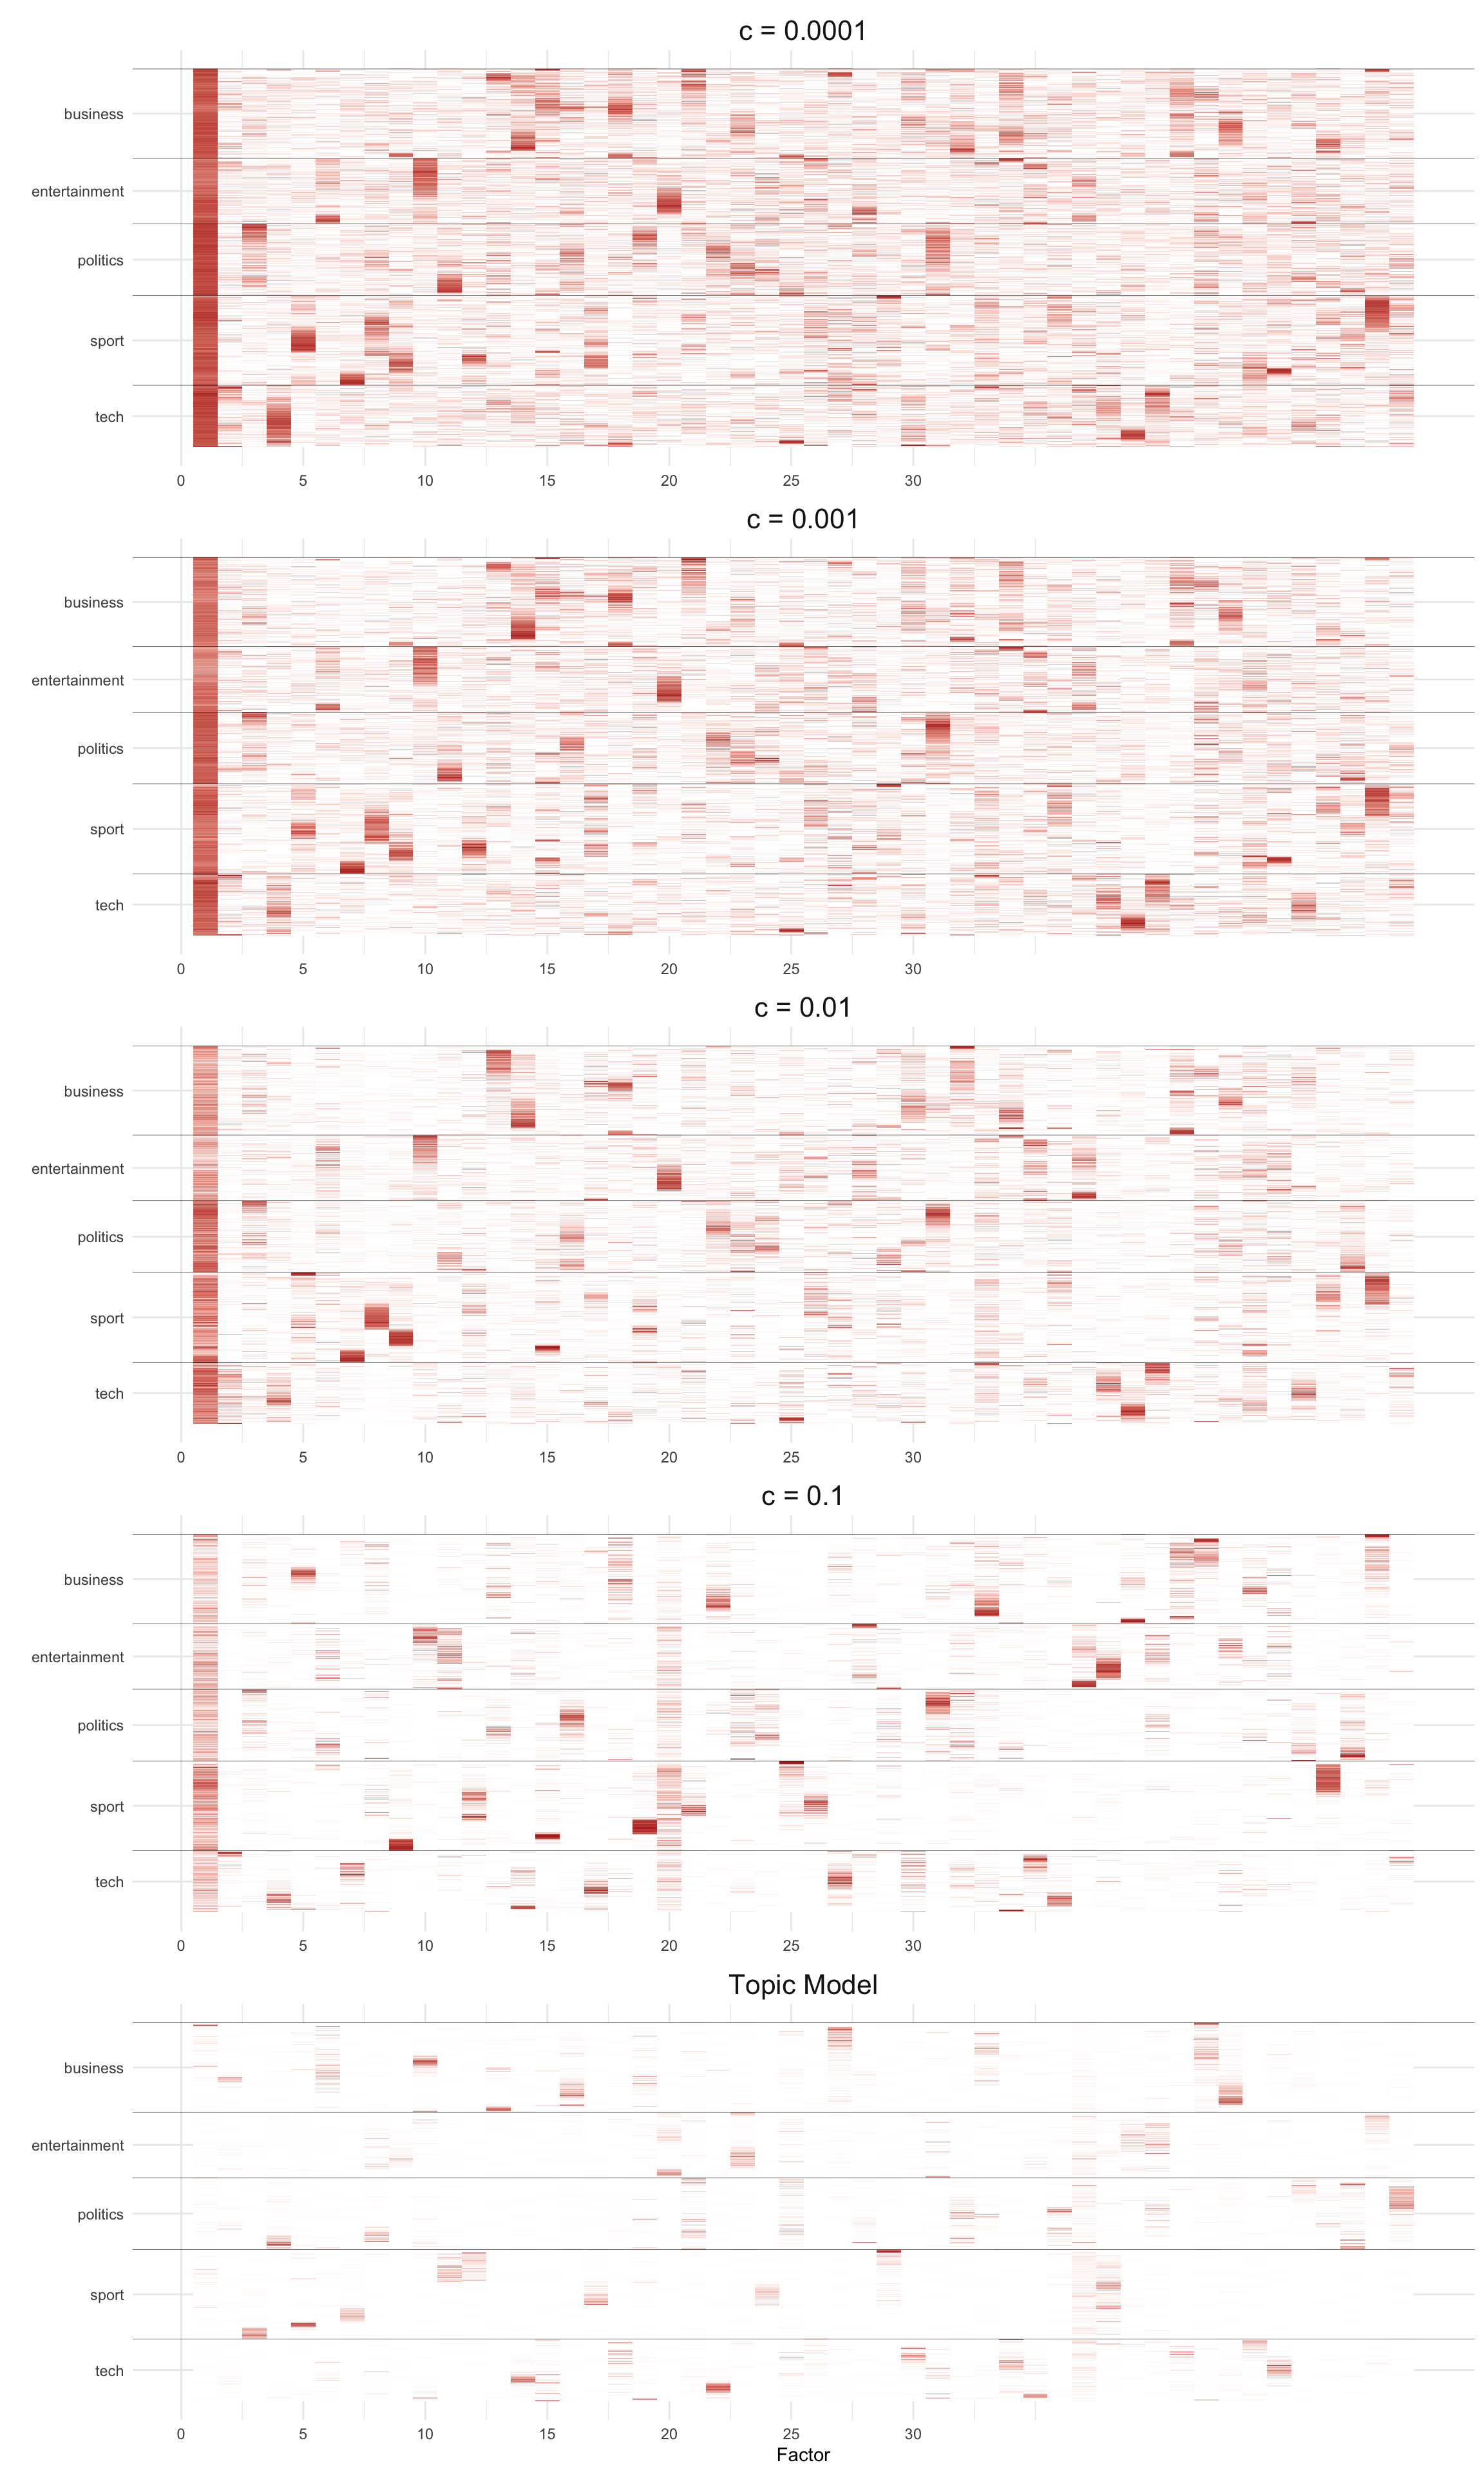 c = 0.0001
business
entertainment
politics
sport
tech
0 5 10 15 20 25 30
c = 0.001
business
entertainment
politics
sport
tech
0 5 10 15 20 25 30
c = 0.01
business
entertainment
politics
sport
tech
0 5 10 15 20 25 30
c = 0.1
business
entertainment
politics
sport
tech
0 5 10 15 20 25 30
Topic Model
business
entertainment
politics
sport
tech
0 5 10 15 20 25 30
Factor